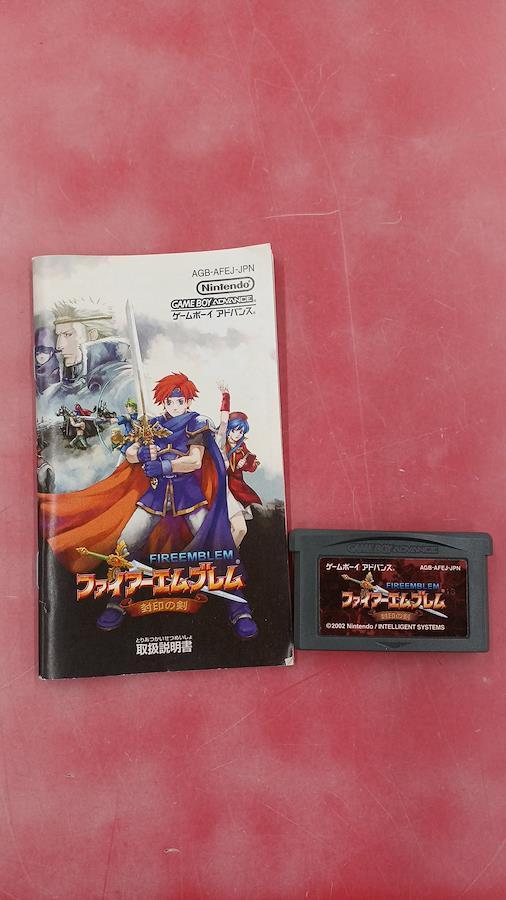 AGB-AFEJ-JPN
Nintendo
GAME BOY ADVANCE
ゲームボーイ アドバンス®
FIREEMBLEM
ファイアーエムブレム
封印の剣
とりあつかいせつめいしょ
取扱説明書
GAME BOY ADVANCE
ゲームボーイ アドバンス® AGB-AFEJ-JPN
FIREEMBLEM
ファイアーエムブレム
封印の剣
©2002 Nintendo / INTELLIGENT SYSTEMS